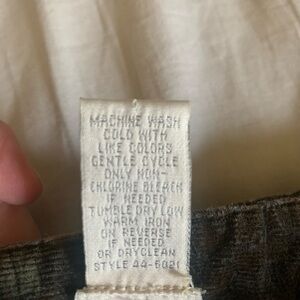 MACHINE WASH
COLD WITH
LIKE COLORS
GENTLE CYCLE
ONLY NON-
CHLORINE BLEACH
IF NEEDED
TUMBLE DRY LOW
WARM IRON
ON REVERSE
IF NEEDED
OR DRYCLEAN
STYLE 44-5021